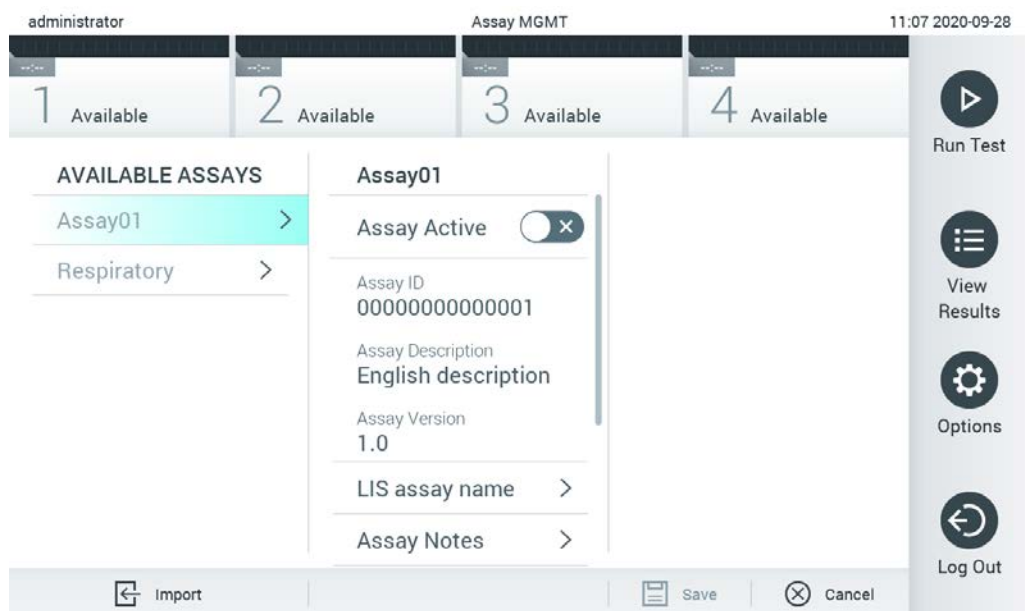 administrator
Assay MGMT
11:07 2020-09-28
--:--
1 Available
--:--
2 Available
--:--
3 Available
--:--
4 Available
AVAILABLE ASSAYS
Assay01
Respiratory
Assay01
Assay Active
Assay ID
00000000000001
Assay Description
English description
Assay Version
1.0
LIS assay name
Assay Notes
Run Test
View
Results
Options
Log Out
Import
Save
Cancel